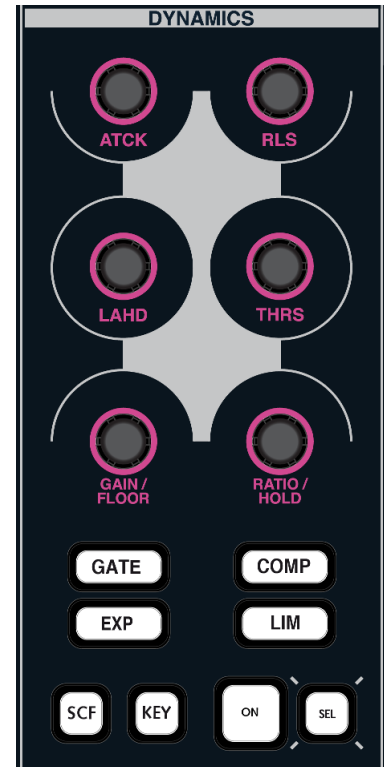 DYNAMICS
ATCK
RLS
LAHD
THRS
GAIN /
FLOOR
RATIO /
HOLD
GATE
COMP
EXP
LIM
SCF
KEY
ON
SEL